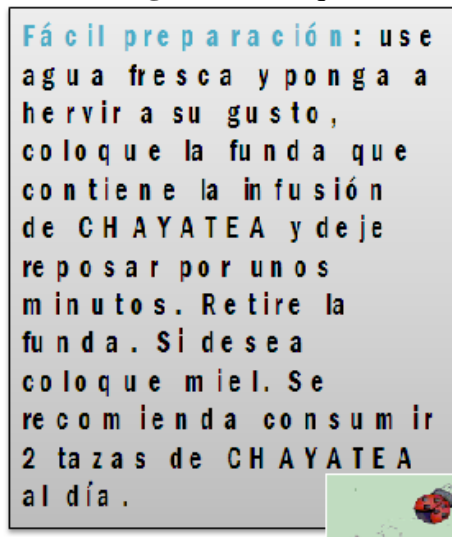 Fácil preparación: use
agua fresca y ponga a
hervir a su gusto,
coloque la funda que
contiene la infusión
de CHAYATEA y deje
reposar por unos
minutos. Retire la
funda. Si desea
coloque miel. Se
recomienda consumir
2 tazas de CHAYATEA
al día.